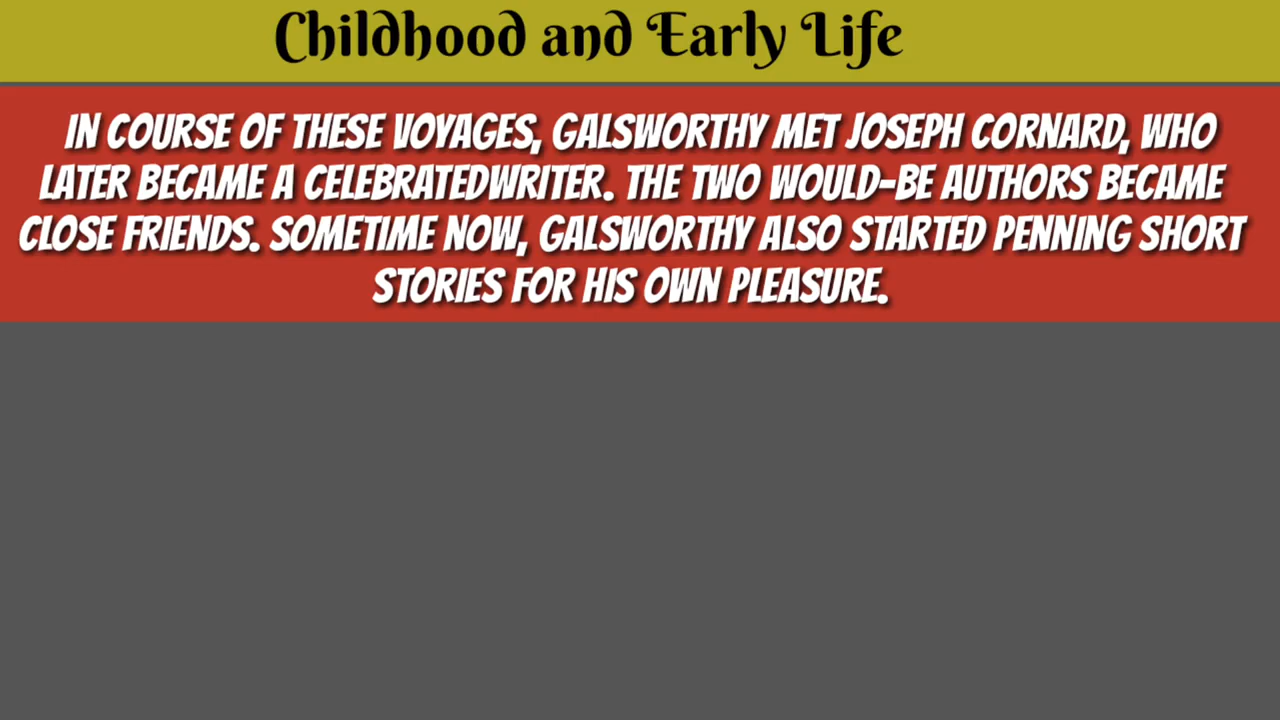 Childhood and Early Life
IN COURSE OF THESE VOYAGES, GALSWORTHY MET JOSEPH CORNARD, WHO
LATER BECAME A CELEBRATEDWRITER. THE TWO WOULD-BE AUTHORS BECAME
CLOSE FRIENDS. SOMETIME NOW, GALSWORTHY ALSO STARTED PENNING SHORT
STORIES FOR HIS OWN PLEASURE.